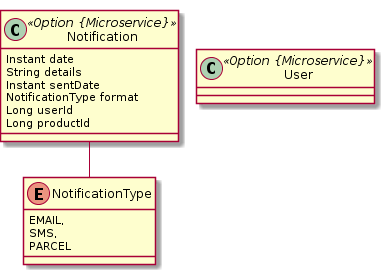 C «Option {Microservice}»
Notification
Instant date
String details
Instant sentDate
NotificationType format
Long userId
Long productId
C «Option {Microservice}»
User
E NotificationType
EMAIL,
SMS,
PARCEL